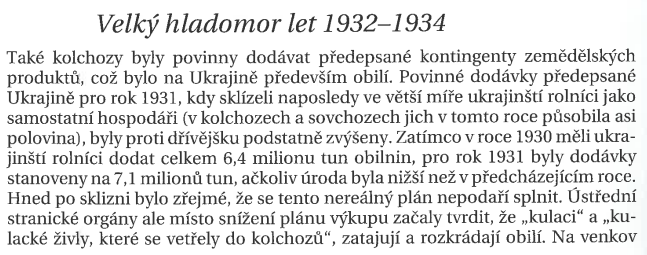 Velký hladomor let 1932–1934
Také kolchozy byly povinny dodávat předepsané kontingenty zemědělských
produktů, což bylo na Ukrajině především obilí. Povinné dodávky předepsané
Ukrajině pro rok 1931, kdy sklízeli naposledy ve větší míře ukrajinští rolníci jako
samostatní hospodáři (v kolchozech a sovchozech jich v tomto roce působila asi
polovina), byly proti dřívějšku podstatně zvýšeny. Zatímco v roce 1930 měli ukra-
jinští rolníci dodat celkem 6,4 milionu tun obilnin, pro rok 1931 byly dodávky
stanoveny na 7,1 milionů tun, ačkoliv úroda byla nižší než v předcházejícím roce.
Hned po sklizni bylo zřejmé, že se tento nereálný plán nepodaří splnit. Ústřední
stranické orgány ale místo snížení plánu výkupu začaly tvrdit, že „kulaci“ a „ku-
lacké živly, které se vetřely do kolchozů“, zatajují a rozkrádají obilí. Na venkov